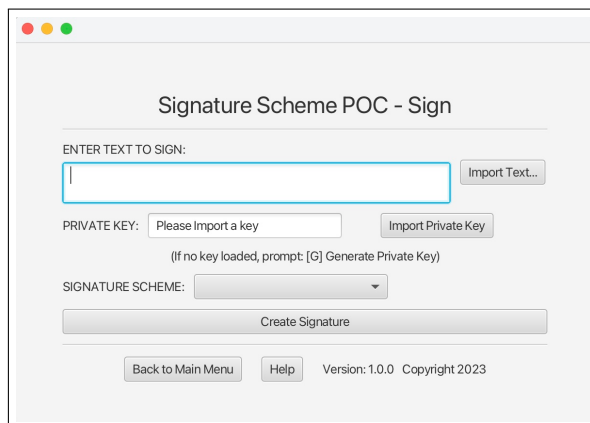 Signature Scheme POC - Sign
ENTER TEXT TO SIGN:
Import Text...
PRIVATE KEY: Please Import a key Import Private Key
(If no key loaded, prompt: [G] Generate Private Key)
SIGNATURE SCHEME:
Create Signature
Back to Main Menu Help Version: 1.0.0 Copyright 2023